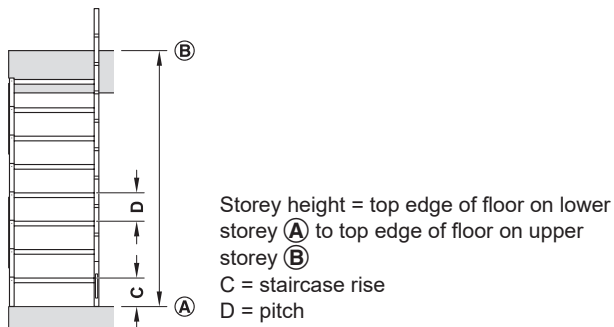 B
D
C
A
Storey height = top edge of floor on lower
storey A to top edge of floor on upper
storey B
C = staircase rise
D = pitch